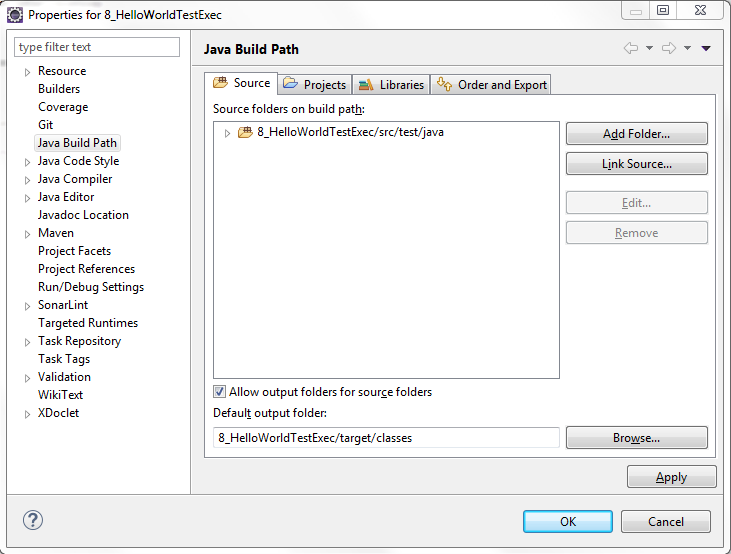 Properties for 8_HelloWorldTestExec
type filter text
Resource
Builders
Coverage
Git
Java Build Path
Java Code Style
Java Compiler
Java Editor
Javadoc Location
Maven
Project Facets
Project References
Run/Debug Settings
SonarLint
Targeted Runtimes
Task Repository
Task Tags
Validation
WikiText
XDoclet
Java Build Path
Source Projects Libraries Order and Export
Source folders on build path:
8_HelloWorldTestExec/src/test/java
Add Folder...
Link Source...
Edit...
Remove
Allow output folders for source folders
Default output folder:
8_HelloWorldTestExec/target/classes
Browse...
Apply
OK Cancel